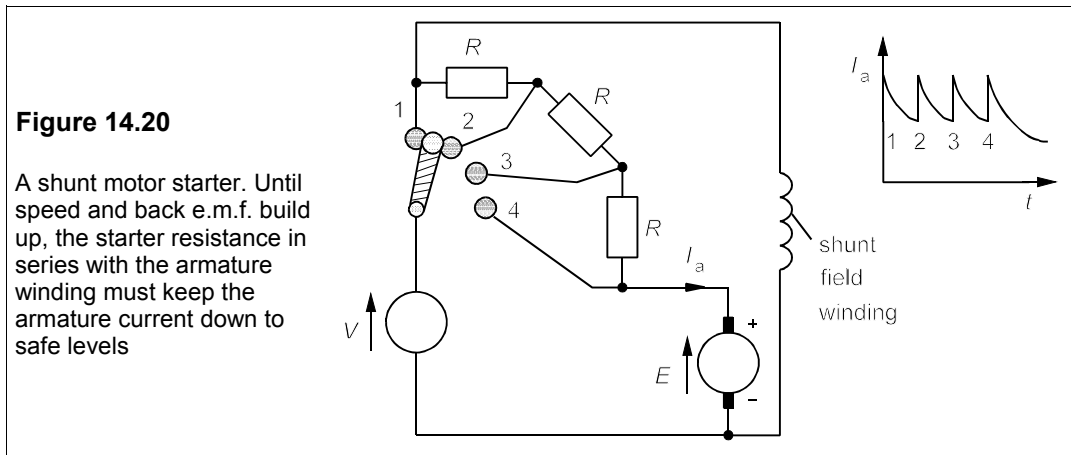 Figure 14.20
A shunt motor starter. Until
speed and back e.m.f. build
up, the starter resistance in
series with the armature
winding must keep the
armature current down to
safe levels
R
R
1
2
3
4
R
I a
V
E
+
–
shunt
field
winding
I a
1 2 3 4
t